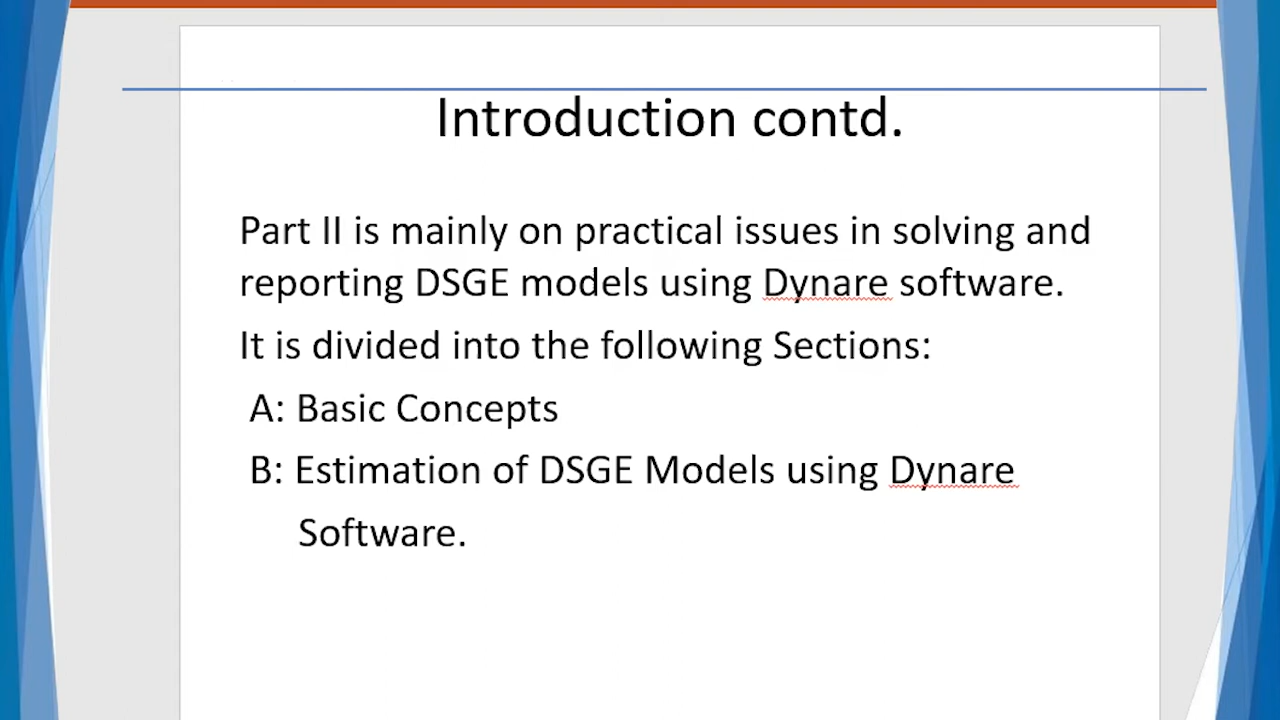 Introduction contd.
Part II is mainly on practical issues in solving and
reporting DSGE models using Dynare software.
It is divided into the following Sections:
A: Basic Concepts
B: Estimation of DSGE Models using Dynare
Software.